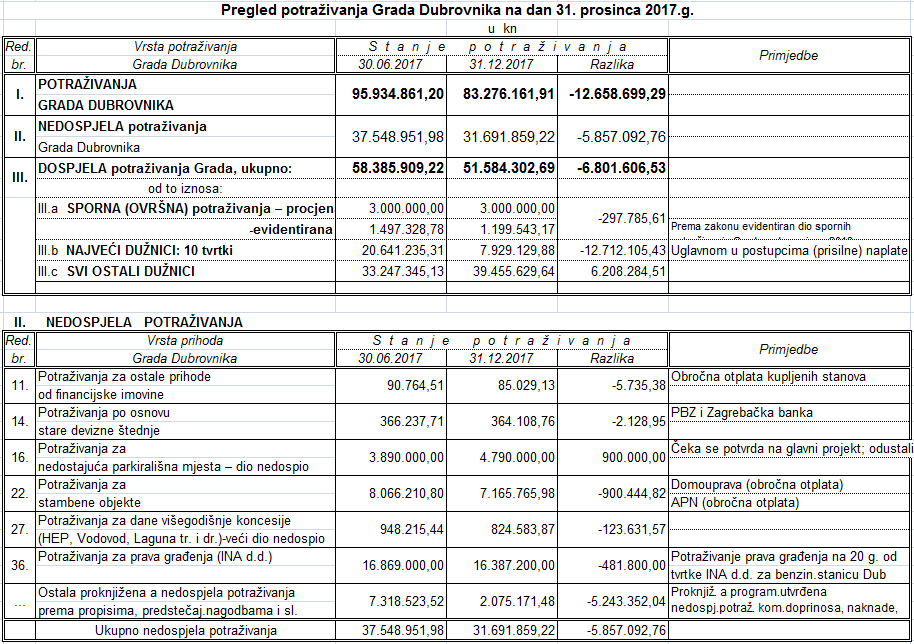 Pregled potraživanja Grada Dubrovnika na dan 31. prosinca 2017.g.
u kn
Red. br. Vrsta potraživanja Grada Dubrovnika Stanje potraživanja Primjedbe
30.06.2017 31.12.2017 Razlika
I. POTRAŽIVANJA
GRADA DUBROVNIKA 95.934.861,20 83.276.161,91 -12.658.699,29
II. NEDOSPJELA potraživanja
Grada Dubrovnika 37.548.951,98 31.691.859,22 -5.857.092,76
III. DOSPJELA potraživanja Grada, ukupno: 58.385.909,22 51.584.302,69 -6.801.606,53
od to iznosa:
III.a SPORNA (OVRŠNA) potraživanja – procjen 3.000.000,00 3.000.000,00 -297.785,61
-evidentirana 1.497.328,78 1.199.543,17 Prema zakonu evidentiran dio spornih
III.b NAJVEĆI DUŽNICI: 10 tvrtki 20.641.235,31 7.929.129,88 -12.712.105,43 Uglavnom u postupcima (prisilne) naplate
III.c SVI OSTALI DUŽNICI 33.247.345,13 39.455.629,64 6.208.284,51
II. NEDOSPJELA POTRAŽIVANJA
Red. br. Vrsta prihoda Grada Dubrovnika Stanje potraživanja Primjedbe
30.06.2017 31.12.2017 Razlika
11. Potraživanja za ostale prihode
od financijske imovine 90.764,51 85.029,13 -5.735,38 Obročna otplata kupljenih stanova
14. Potraživanja po osnovu
stare devizne štednje 366.237,71 364.108,76 -2.128,95 PBZ i Zagrebačka banka
16. Potraživanja za
nedostajuća parkirališna mjesta – dio nedospio 3.890.000,00 4.790.000,00 900.000,00 Čeka se potvrda na glavni projekt; odustali
22. Potraživanja za
stambene objekte 8.066.210,80 7.165.765,98 -900.444,82 Domouprava (obročna otplata)
APN (obročna otplata)
27. Potraživanja za dane višegodišnje koncesije
(HEP, Vodovod, Laguna tr. i dr.)-veći dio nedospio 948.215,44 824.583,87 -123.631,57
36. Potraživanja za prava građenja (INA d.d.) 16.869.000,00 16.387.200,00 -481.800,00 Potraživanje prava građenja na 20 g. od
tvrtke INA d.d. za benzin.stanicu Dub
... Ostala proknjižena a nedospjela potraživanja
prema propisima, predstečaj.nagodbama i sl. 7.318.523,52 2.075.171,48 -5.243.352,04 Proknjiž. a program.utvrđena
nedospj.potraž. kom.doprinosa, naknade,
Ukupno nedospjela potraživanja 37.548.951,98 31.691.859,22 -5.857.092,76